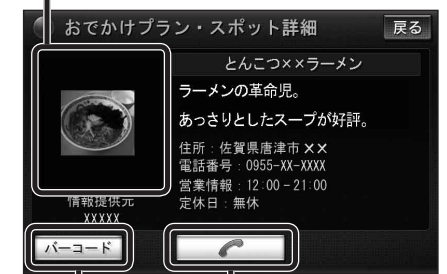 おでかけプラン・スポット詳細
戻る
とんこつ××ラーメン
ラーメンの革命児。
あっさりとしたスープが好評。
住所：佐賀県唐津市××
電話番号：0955-XX-XXXX
営業情報：12:00－21:00
定休日：無休
情報提供元
XXXXX
バーコード